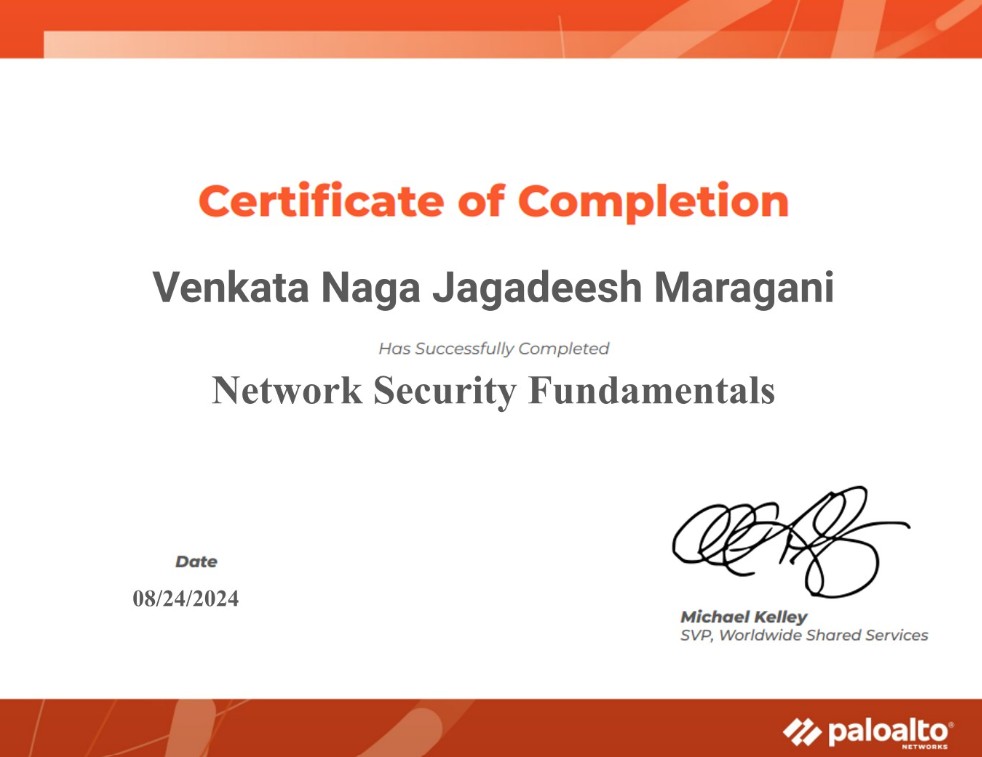 Certificate of Completion
Venkata Naga Jagadeesh Maragani
Has Successfully Completed
Network Security Fundamentals
Date
08/24/2024
Michael Kelley
SVP, Worldwide Shared Services
paloalto®
NETWORKS